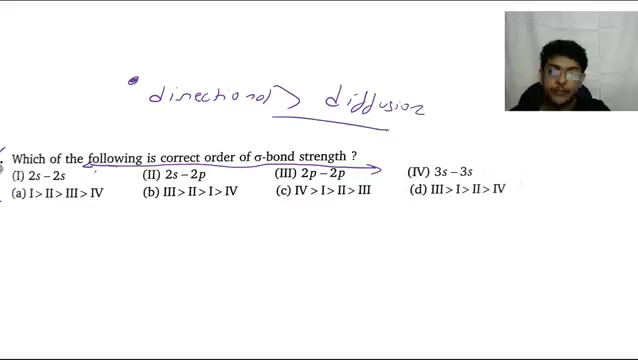 directional > diffusion
Which of the following is correct order of σ-bond strength ?
(I) 2s – 2s (II) 2s – 2p (III) 2p – 2p (IV) 3s – 3s
(a) I > II > III > IV (b) III > II > I > IV (c) IV > I > II > III (d) III > I > II > IV